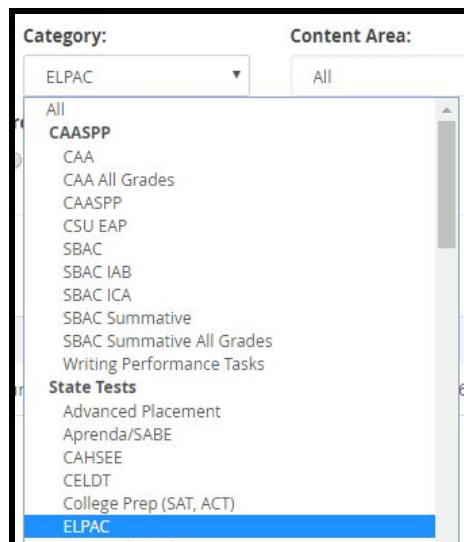 Category: Content Area:
ELPAC All
All
CAASPP
CAA
CAA All Grades
CAASPP
CSU EAP
SBAC
SBAC IAB
SBAC ICA
SBAC Summative
SBAC Summative All Grades
Writing Performance Tasks
State Tests
Advanced Placement
Aprenda/SABE
CAHSEE
CELDT
College Prep (SAT, ACT)
ELPAC